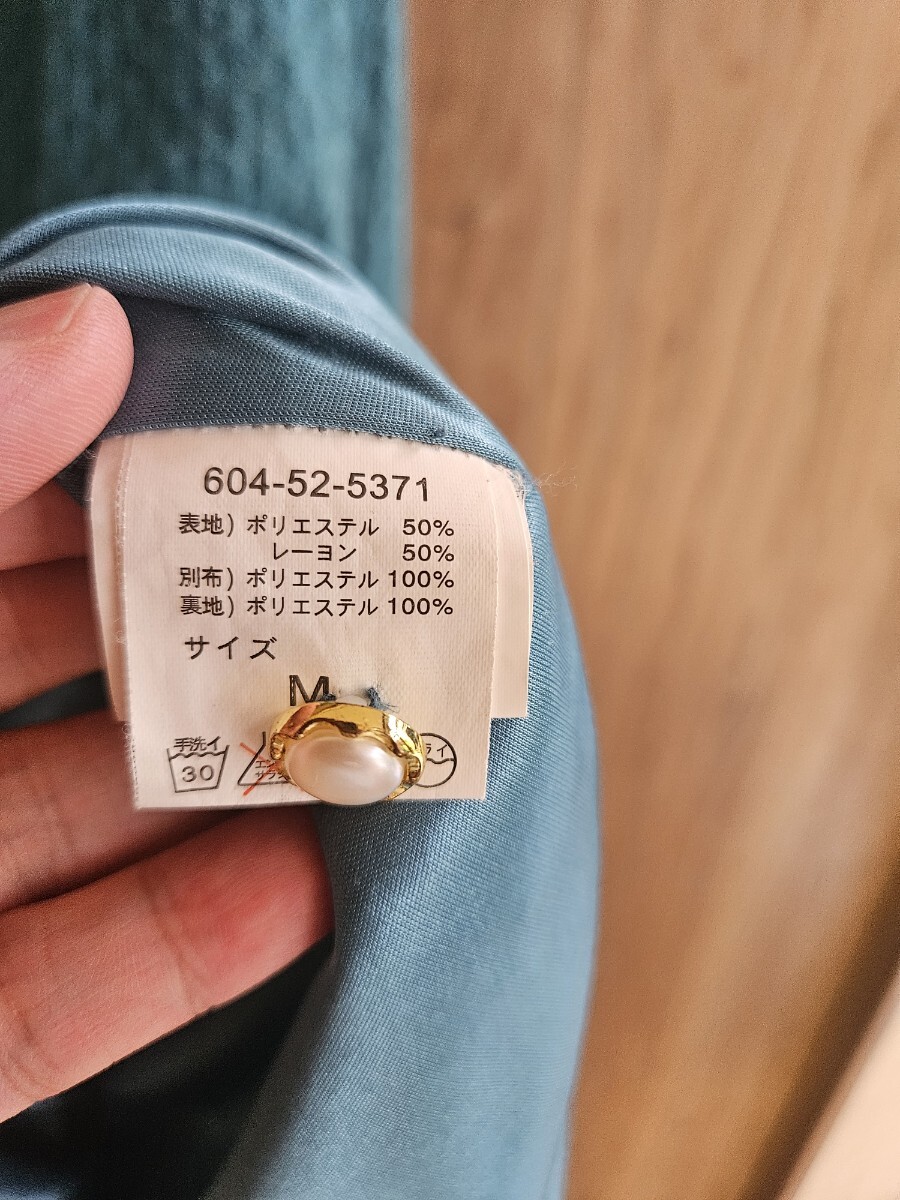 604-52-5371
表地) ポリエステル 50%
レーヨン 50%
別布) ポリエステル 100%
裏地) ポリエステル 100%
サイズ
M
手洗イ
30